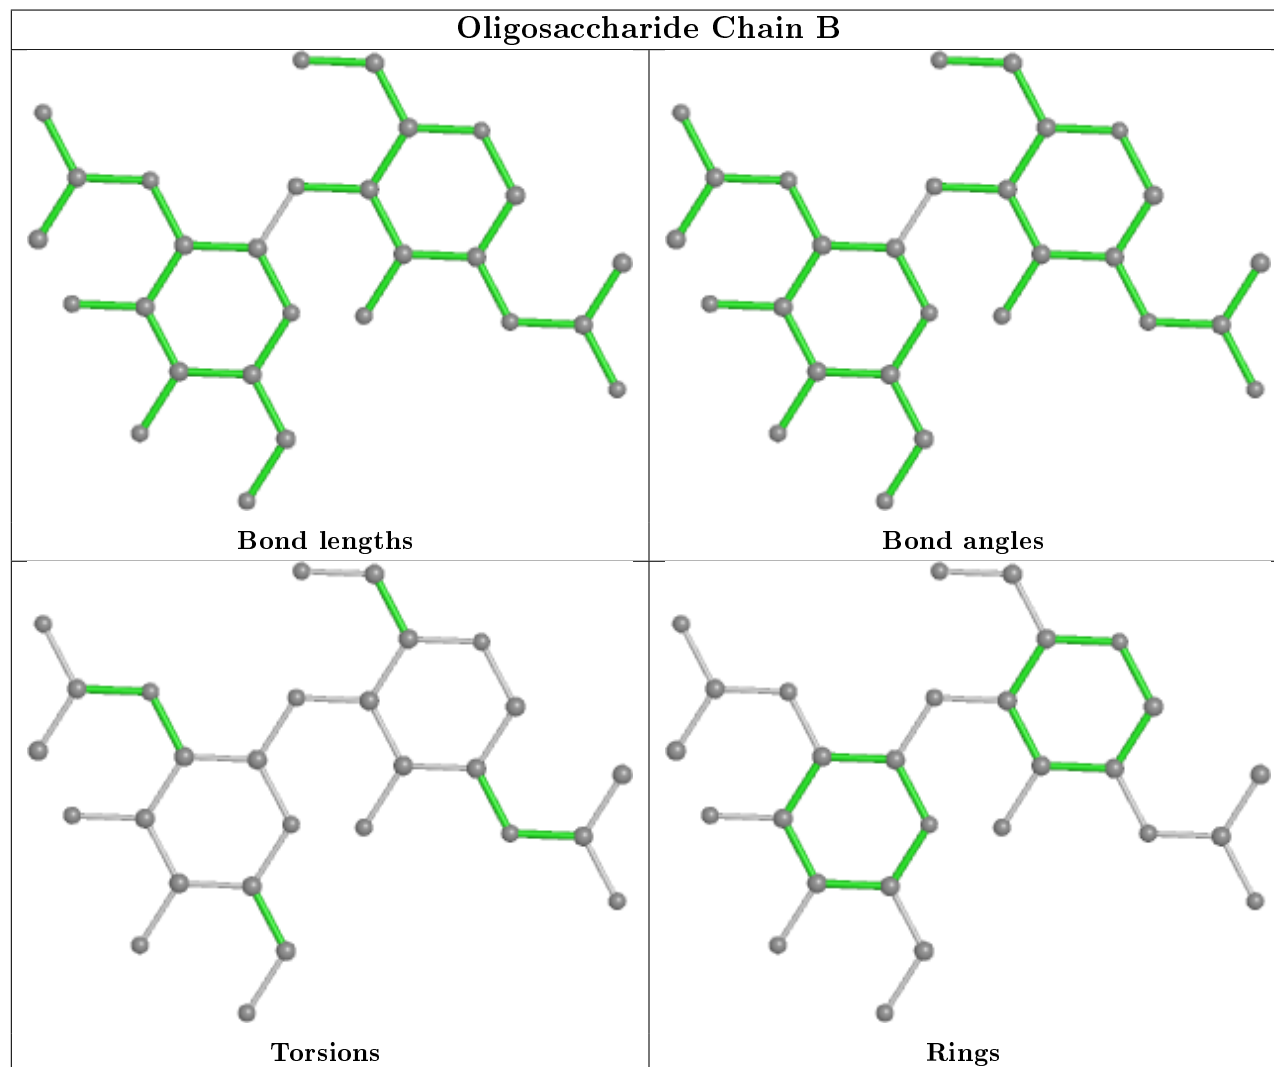 Oligosaccharide Chain B
Bond lengths
Bond angles
Torsions
Rings